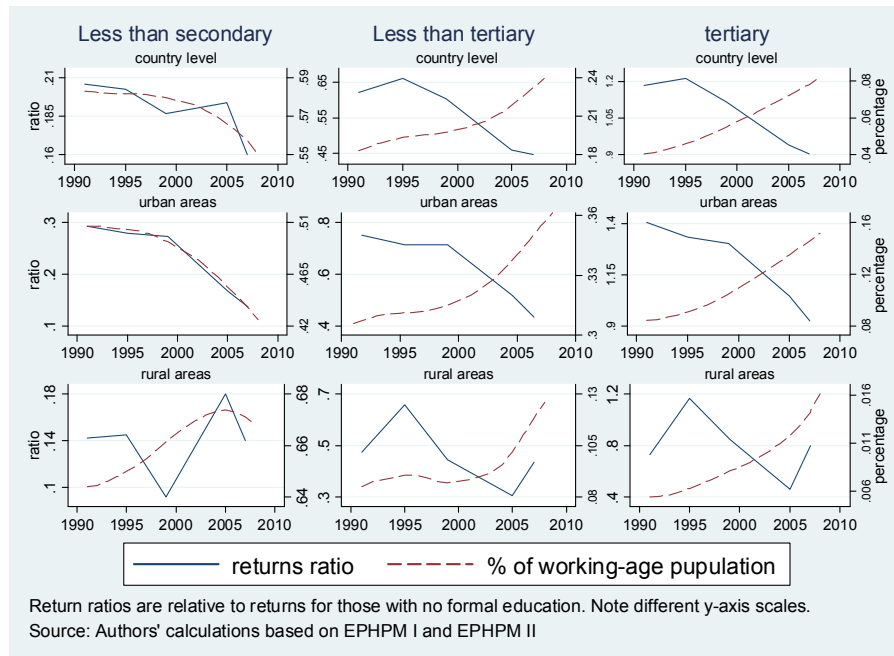 Less than secondary Less than tertiary tertiary
country level country level country level
.21 .185 .16 ratio .59 .57 .55 1990 1995 2000 2005 2010
.65 .55 .45 .24 .21 .18 1990 1995 2000 2005 2010
1.2 1.05 .9 .08 .06 .04 percentage 1990 1995 2000 2005 2010
urban areas urban areas urban areas
.3 .2 .1 ratio .51 .465 .42 1990 1995 2000 2005 2010
.8 .6 .4 .36 .33 .3 1990 1995 2000 2005 2010
1.4 1.15 .9 .16 .12 .08 percentage 1990 1995 2000 2005 2010
rural areas rural areas rural areas
.18 .14 .1 ratio .68 .66 .64 1990 1995 2000 2005 2010
.7 .5 .3 .13 .105 .08 1990 1995 2000 2005 2010
1.2 .8 .4 .016 .011 .006 percentage 1990 1995 2000 2005 2010
returns ratio % of working-age pupulation
Return ratios are relative to returns for those with no formal education. Note different y-axis scales.
Source: Authors' calculations based on EPHPM I and EPHPM II